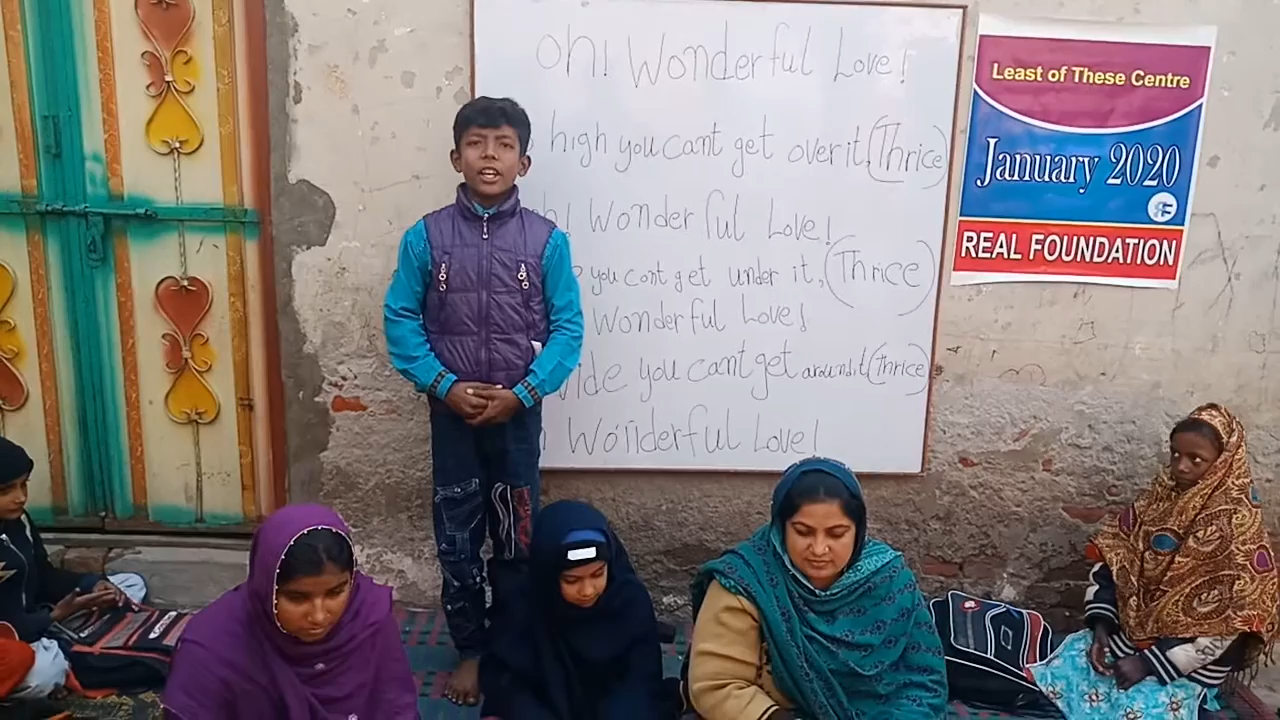 oh! Wonderful Love!
high you cant get over it, (Thrice)
Wonderful Love!
you cant get under it, (Thrice)
Wonderful Love!
you cant get around it (Thrice)
Wonderful Love!
Least of These Centre
January 2020
REAL FOUNDATION